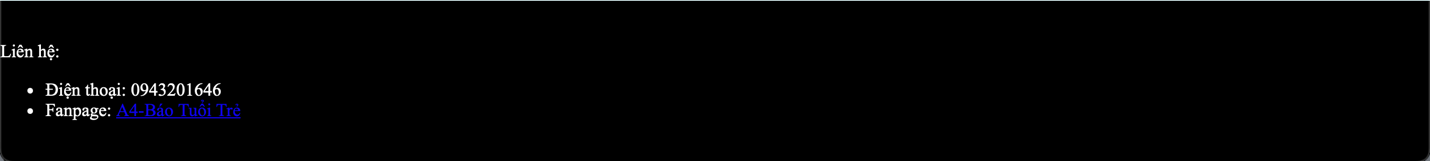 Liên hệ:
Điện thoại: 0943201646
Fanpage: A4-Báo Tuổi Trẻ